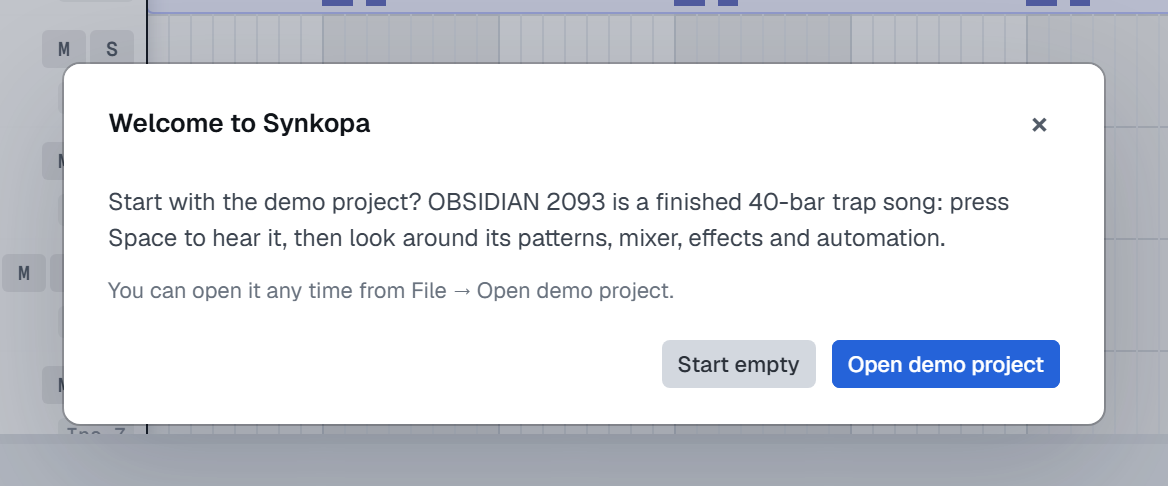 M S
Welcome to Synkopa
×
Start with the demo project? OBSIDIAN 2093 is a finished 40-bar trap song: press
Space to hear it, then look around its patterns, mixer, effects and automation.
M
You can open it any time from File → Open demo project.
Start empty Open demo project